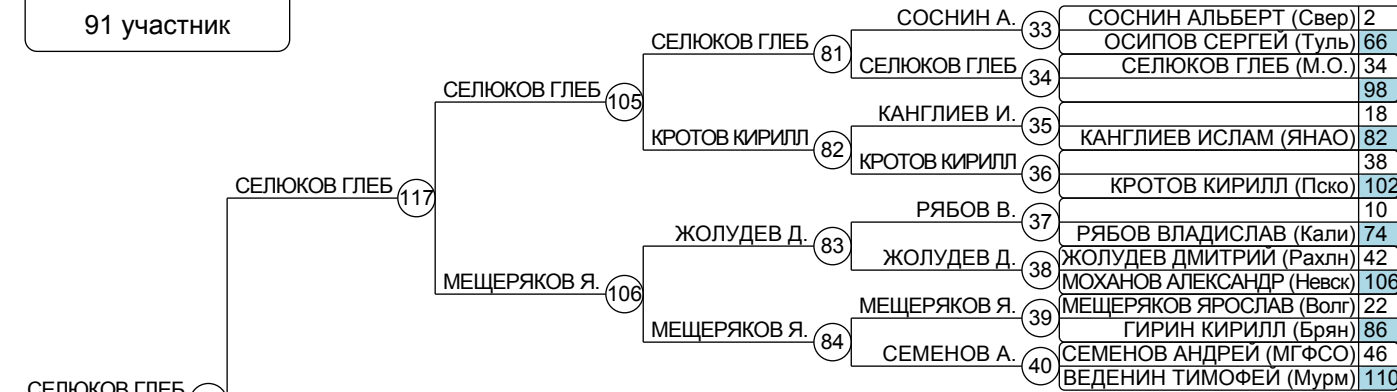 91 участник
СОСНИН А. 33 СОСНИН АЛЬБЕРТ (Свер) 2
ОСИПОВ СЕРГЕЙ (Туль) 66
СЕЛЮКОВ ГЛЕБ 81
СЕЛЮКОВ ГЛЕБ 34 СЕЛЮКОВ ГЛЕБ (М.О.) 34
98
СЕЛЮКОВ ГЛЕБ 105
КАНГЛИЕВ И. 35 18
КАНГЛИЕВ ИСЛАМ (ЯНАО) 82
КРОТОВ КИРИЛЛ 82
КРОТОВ КИРИЛЛ 36 38
КРОТОВ КИРИЛЛ (Пско) 102
СЕЛЮКОВ ГЛЕБ 117
РЯБОВ В. 37 10
РЯБОВ ВЛАДИСЛАВ (Кали) 74
ЖОЛУДЕВ Д. 83
ЖОЛУДЕВ Д. 38 ЖОЛУДЕВ ДМИТРИЙ (Рахлн) 42
МОХАНОВ АЛЕКСАНДР (Невск) 106
МЕЩЕРЯКОВ Я. 106
МЕЩЕРЯКОВ Я. 39 МЕЩЕРЯКОВ ЯРОСЛАВ (Волг) 22
ГИРИН КИРИЛЛ (Брян) 86
МЕЩЕРЯКОВ Я. 84
СЕМЕНОВ А. 40 СЕМЕНОВ АНДРЕЙ (МГФСО) 46
ВЕДЕНИН ТИМОФЕЙ (Мурм) 110
СЕЛЮКОВ ГЛЕБ